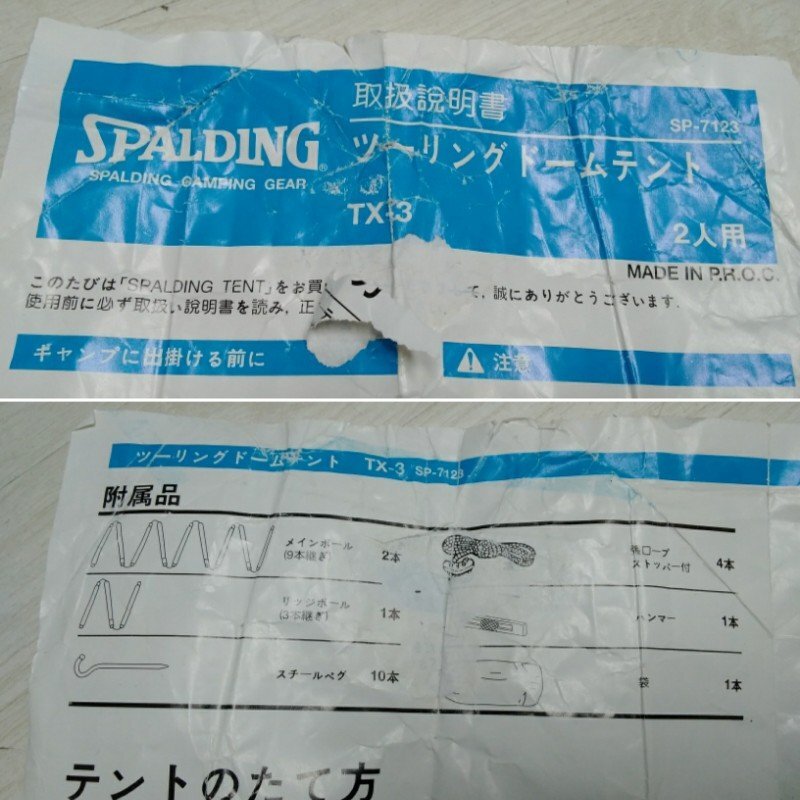 取扱説明書
SP-7123
SPALDING®
SPALDING CAMPING GEAR
ツーリングドームテント
TX-3
2人用
MADE IN P.R.O.C.
このたびは「SPALDING TENT」をお買 て、誠にありがとうございます.
使用前に必ず取扱い説明書を読み、正
キャンプに出掛ける前に
注意
ツーリングドームテント TX-3 SP-7123
附属品
メインポール
(9本継ぎ)
2本
リッジポール
(3本継ぎ)
1本
スチールペグ 10本
張ロープ
ストッパー付
4本
ハンマー 1本
袋 1本
テントのたて方